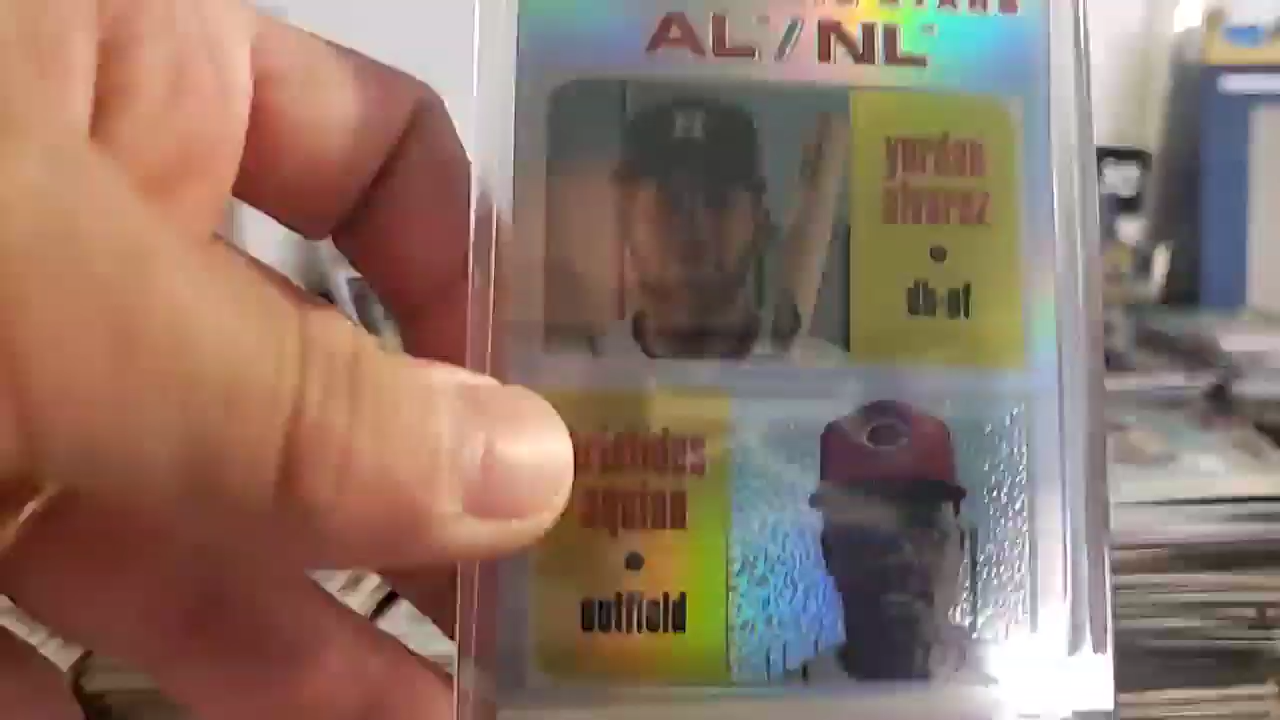 AL / NL
H
yordan
alvarez
dh-of
aquino
outfield
C